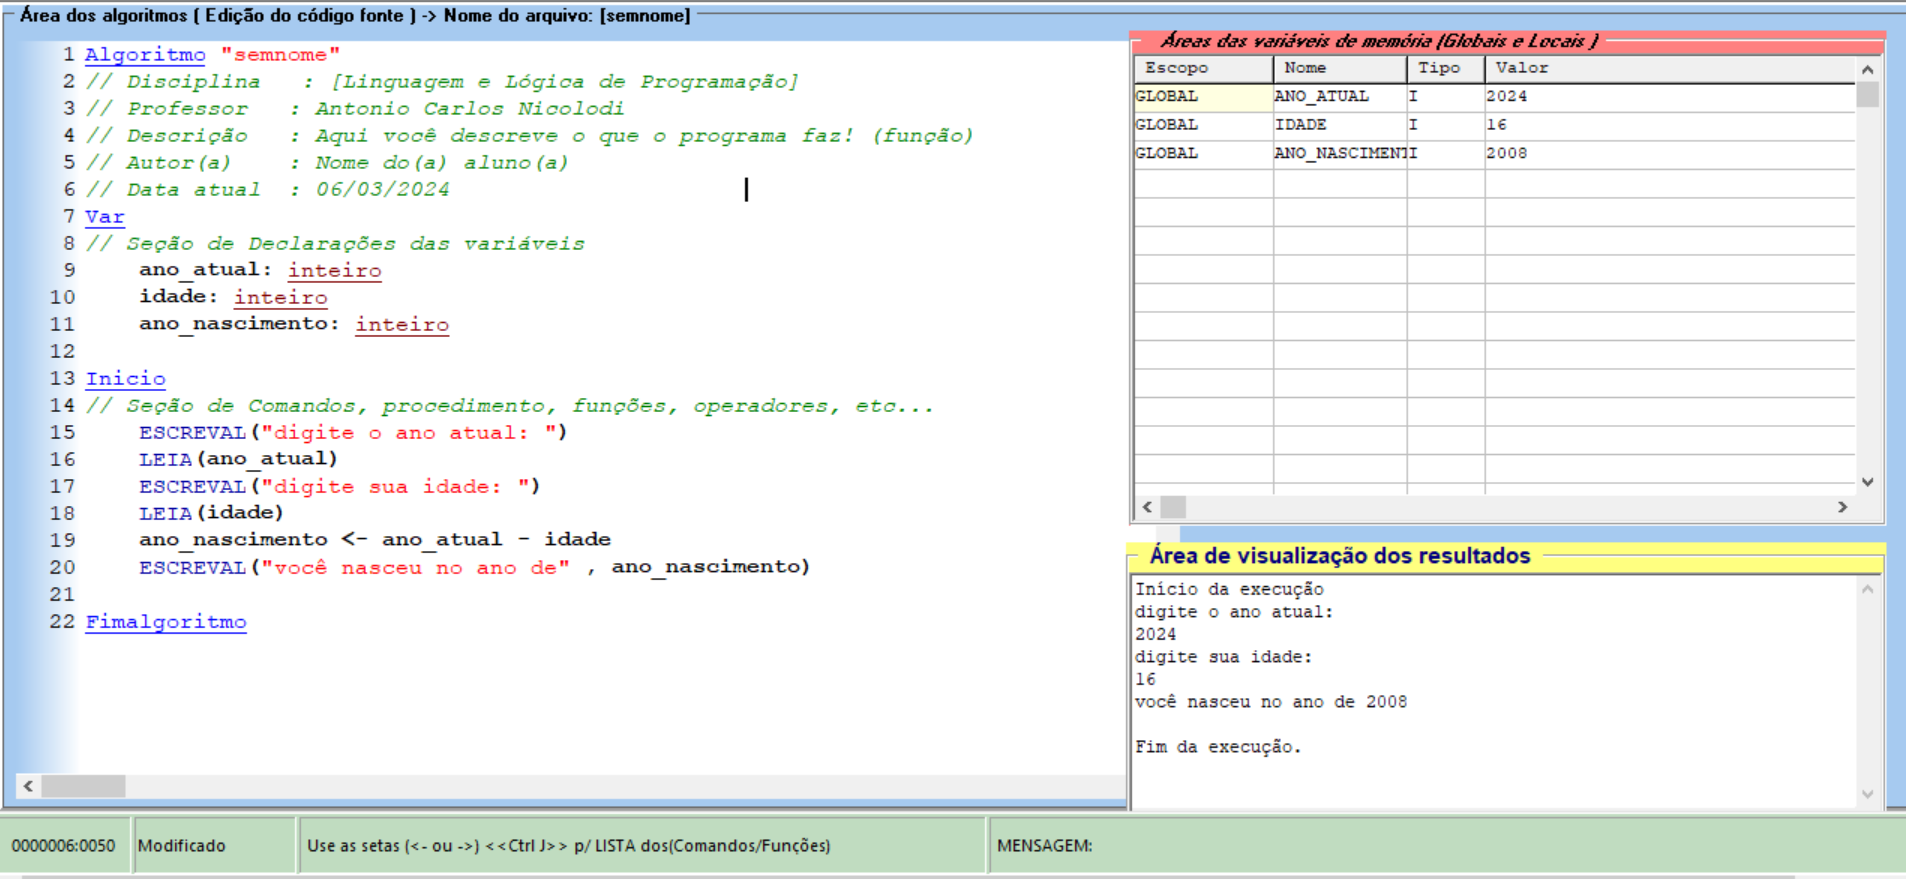 Área dos algoritmos ( Edição do código fonte ) -> Nome do arquivo: [semnome]
1 Algoritmo "semnome"
2 // Disciplina   : [Linguagem e Lógica de Programação]
3 // Professor   : Antonio Carlos Nicolodi
4 // Descrição   : Aqui você descreve o que o programa faz! (função)
5 // Autor(a)    : Nome do(a) aluno(a)
6 // Data atual  : 06/03/2024
7 Var
8 // Seção de Declarações das variáveis
9     ano_atual: inteiro
10     idade: inteiro
11     ano_nascimento: inteiro
12
13 Inicio
14 // Seção de Comandos, procedimento, funções, operadores, etc...
15     ESCREVAL("digite o ano atual: ")
16     LEIA(ano_atual)
17     ESCREVAL("digite sua idade: ")
18     LEIA(idade)
19     ano_nascimento <- ano_atual - idade
20     ESCREVAL("você nasceu no ano de" , ano_nascimento)
21
22 Fimalgoritmo
Áreas das variáveis de memória (Globais e Locais )
Escopo Nome Tipo Valor
GLOBAL ANO_ATUAL I 2024
GLOBAL IDADE I 16
GLOBAL ANO_NASCIMENT I 2008
Área de visualização dos resultados
Início da execução
digite o ano atual:
2024
digite sua idade:
16
você nasceu no ano de 2008
Fim da execução.
0000006:0050 Modificado Use as setas (<- ou ->) <<Ctrl J>> p/ LISTA dos(Comandos/Funções) MENSAGEM: